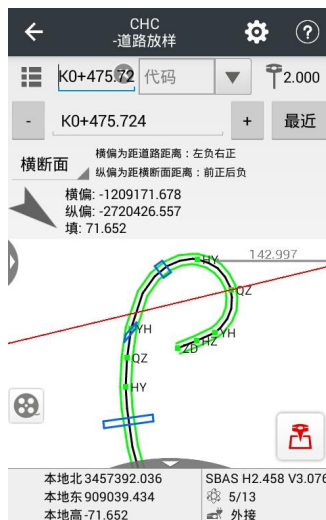 CHC
-道路放样
K0+475.72
代码
2.000
- K0+475.724 + 最近
横断面
横偏为距道路距离：左负右正
纵偏为距横断面距离：前正后负
横偏: -1209171.678
纵偏: -2720426.557
填: 71.652
142.997
HY
QZ
YH
YH
HZ
ZD
QZ
HY
本地北 3457392.036
本地东 909039.434
本地高 -71.652
SBAS H2.458 V3.076
5/13
外接